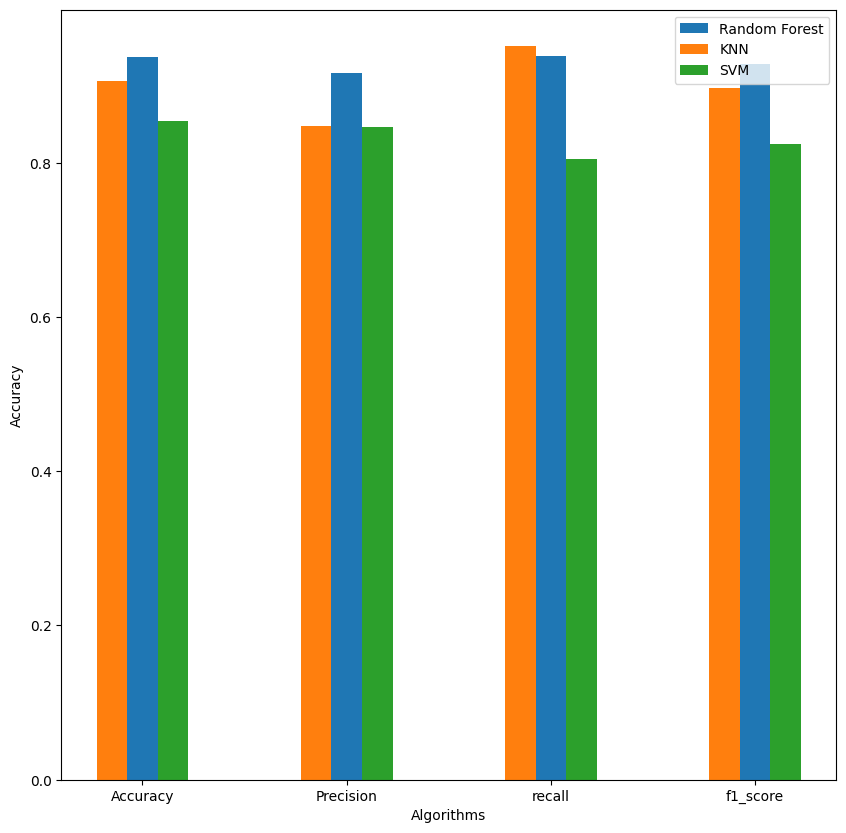 Random Forest
KNN
SVM
Accuracy
0.8
0.6
0.4
0.2
0.0
Accuracy Precision recall f1_score
Algorithms